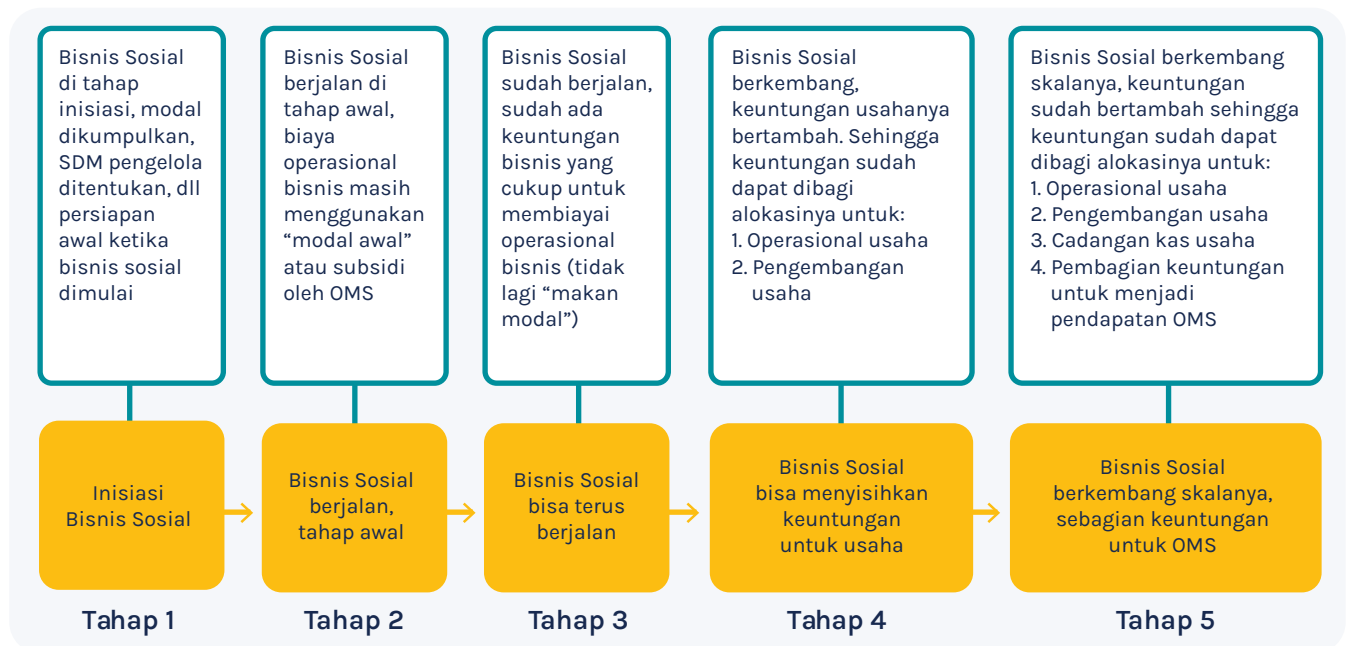 Bisnis Sosial
di tahap
inisiasi, modal
dikumpulkan,
SDM pengelola
ditentukan, dll
persiapan
awal ketika
bisnis sosial
dimulai
Bisnis Sosial
berjalan di
tahap awal,
biaya
operasional
bisnis masih
menggunakan
“modal awal”
atau subsidi
oleh OMS
Bisnis Sosial
sudah berjalan,
sudah ada
keuntungan
bisnis yang
cukup untuk
membiayai
operasional
bisnis (tidak
lagi “makan
modal”)
Bisnis Sosial
berkembang,
keuntungan usahanya
bertambah. Sehingga
keuntungan sudah
dapat dibagi
alokasinya untuk:
1. Operasional usaha
2. Pengembangan
usaha
Bisnis Sosial berkembang
skalanya, keuntungan
sudah bertambah sehingga
keuntungan sudah dapat
dibagi alokasinya untuk:
1. Operasional usaha
2. Pengembangan usaha
3. Cadangan kas usaha
4. Pembagian keuntungan
untuk menjadi
pendapatan OMS
Inisiasi
Bisnis Sosial
Bisnis Sosial
berjalan,
tahap awal
Bisnis Sosial
bisa terus
berjalan
Bisnis Sosial
bisa menyisihkan
keuntungan
untuk usaha
Bisnis Sosial
berkembang skalanya,
sebagian keuntungan
untuk OMS
Tahap 1
Tahap 2
Tahap 3
Tahap 4
Tahap 5